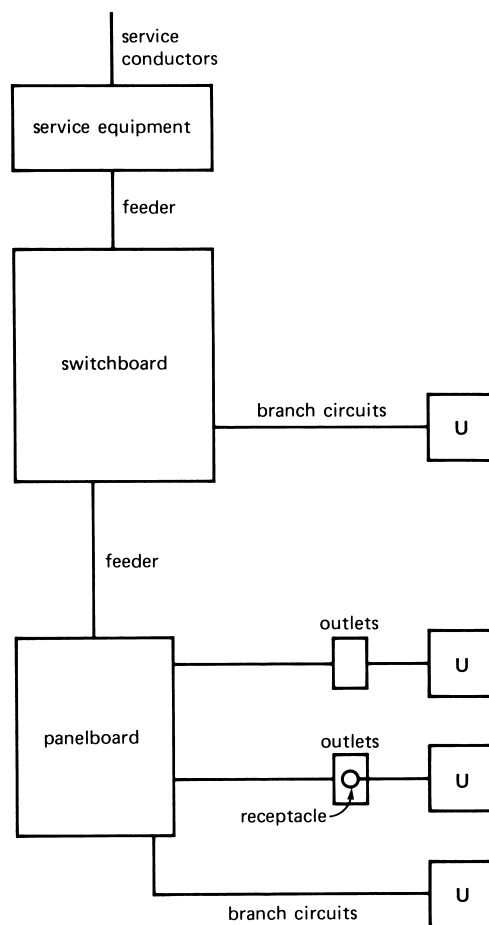 service
conductors
service equipment
feeder
switchboard
branch circuits
U
feeder
outlets
U
panelboard
outlets
U
receptacle
U
branch circuits